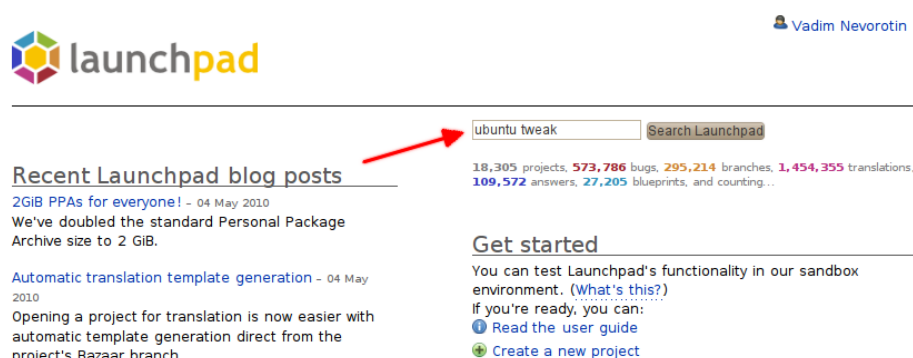 Vadim Nevorotin
launchpad
ubuntu tweak
Search Launchpad
18,305 projects, 573,786 bugs, 295,214 branches, 1,454,355 translations,
109,572 answers, 27,205 blueprints, and counting...
Recent Launchpad blog posts
2GiB PPAs for everyone! – 04 May 2010
We've doubled the standard Personal Package
Archive size to 2 GiB.
Automatic translation template generation – 04 May
2010
Opening a project for translation is now easier with
automatic template generation direct from the
project's Bazaar branch
Get started
You can test Launchpad's functionality in our sandbox
environment. (What's this?)
If you're ready, you can:
Read the user guide
Create a new project